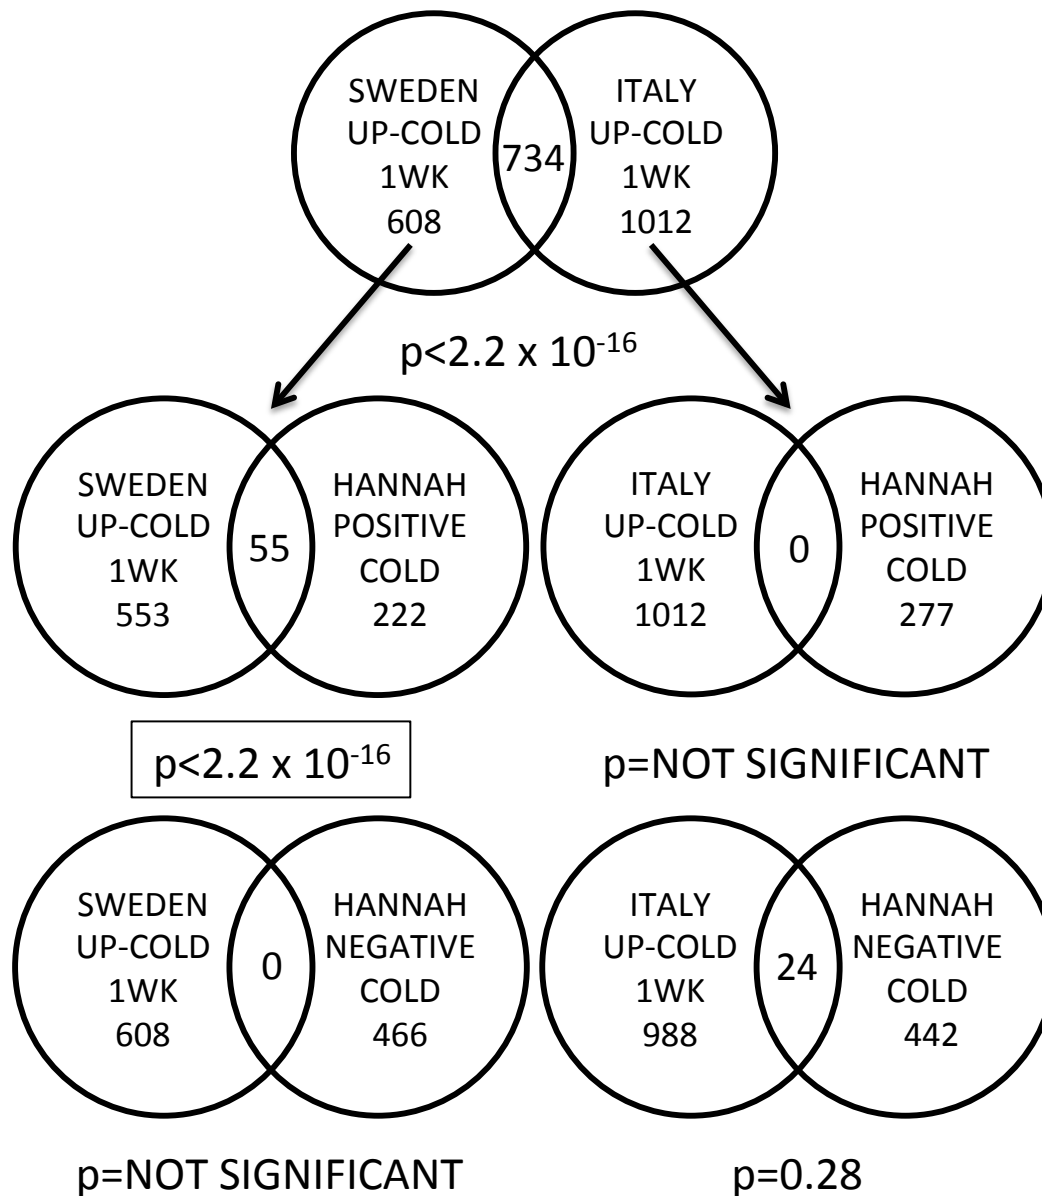 SWEDEN
UP-COLD
1WK
608
734
ITALY
UP-COLD
1WK
1012
p<2.2 x 10⁻¹⁶
SWEDEN
UP-COLD
1WK
553
55
HANNAH
POSITIVE
COLD
222
ITALY
UP-COLD
1WK
1012
0
HANNAH
POSITIVE
COLD
277
p<2.2 x 10⁻¹⁶
p=NOT SIGNIFICANT
SWEDEN
UP-COLD
1WK
608
0
HANNAH
NEGATIVE
COLD
466
ITALY
UP-COLD
1WK
988
24
HANNAH
NEGATIVE
COLD
442
p=NOT SIGNIFICANT
p=0.28